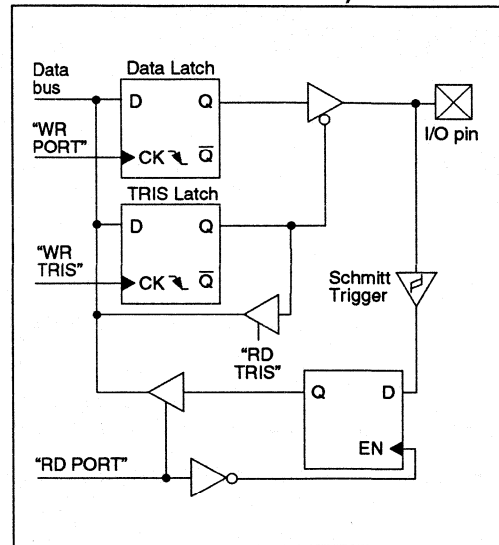 Data
bus
Data Latch
D Q
"WR
PORT"
CK Q
I/O pin
TRIS Latch
D Q
"WR
TRIS"
CK Q
Schmitt
Trigger
"RD
TRIS"
Q D
EN
"RD PORT"